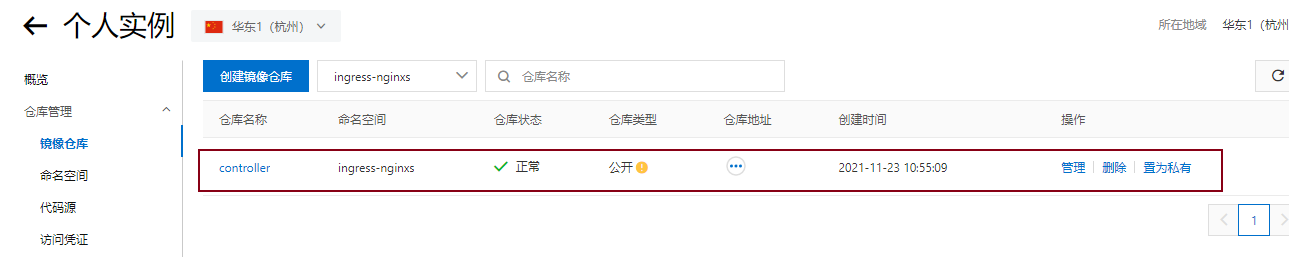 个人实例 华东1（杭州） 所在地域 华东1（杭州
概览
仓库管理
镜像仓库
命名空间
代码源
访问凭证
创建镜像仓库 ingress-nginxs 仓库名称
仓库名称 命名空间 仓库状态 仓库类型 仓库地址 创建时间 操作
controller ingress-nginxs 正常 公开 2021-11-23 10:55:09 管理 删除 置为私有
1